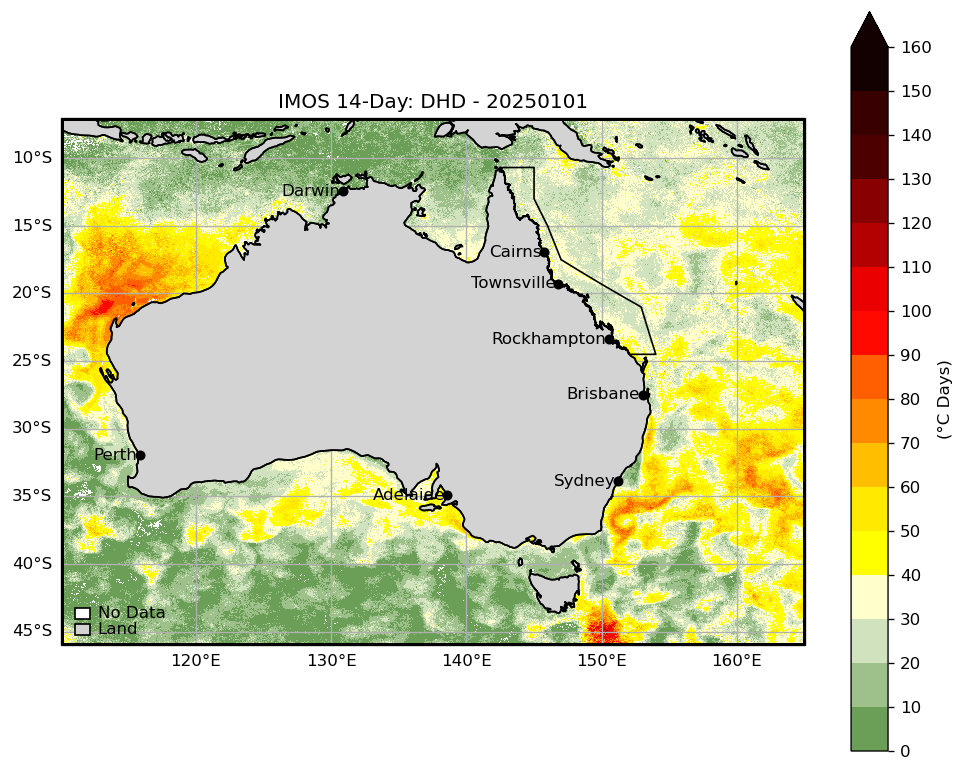 IMOS 14-Day: DHD - 20250101
160
150
140
130
120
110
100
90
80
70
60
50
40
30
20
10
0
(°C Days)
10°S
15°S
20°S
25°S
30°S
35°S
40°S
45°S
Darwin
Cairns
Townsville
Rockhampton
Brisbane
Perth
Sydney
Adelaide
No Data
Land
120°E 130°E 140°E 150°E 160°E